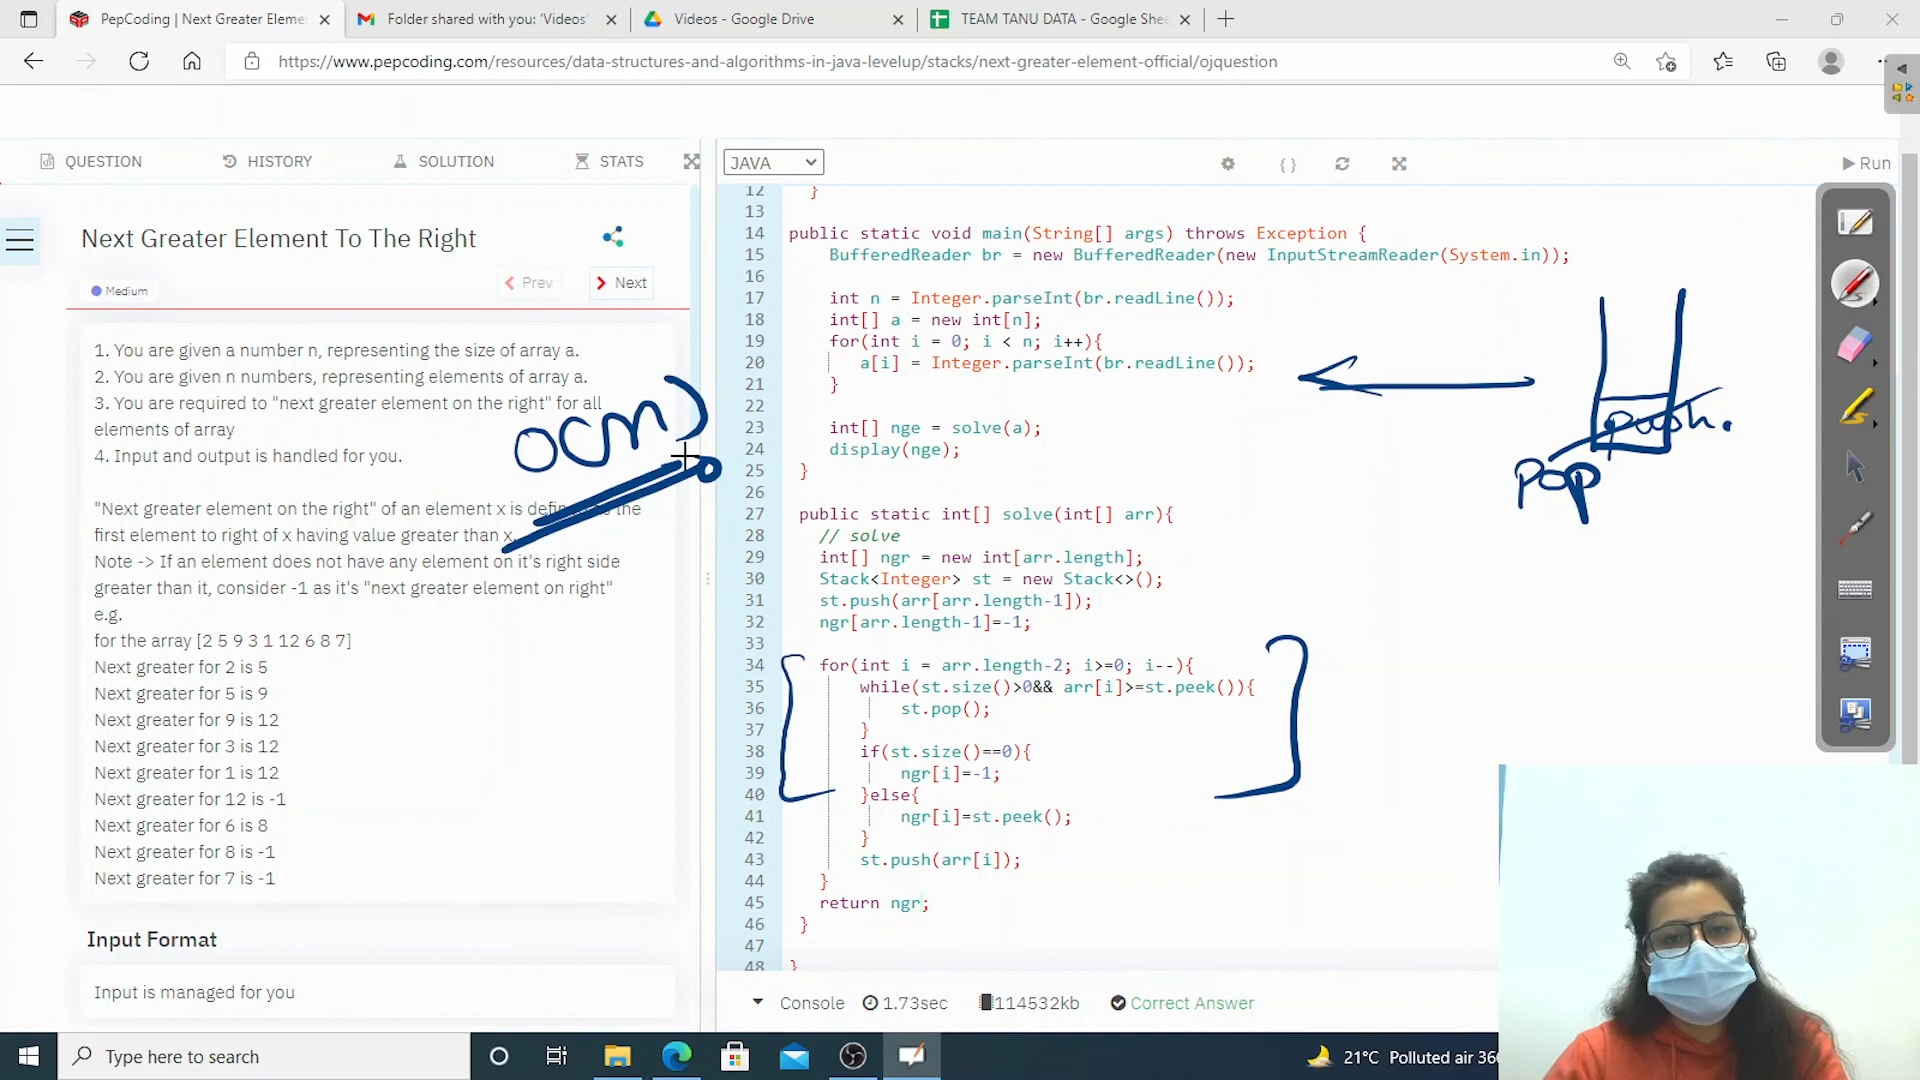 PepCoding | Next Greater Eleme
Folder shared with you: 'Videos'
Videos - Google Drive
TEAM TANU DATA - Google She
https://www.pepcoding.com/resources/data-structures-and-algorithms-in-java-levelup/stacks/next-greater-element-official/ojquestion
QUESTION
HISTORY
SOLUTION
STATS
JAVA
Run
Next Greater Element To The Right
Prev
Next
Medium
1. You are given a number n, representing the size of array a.
2. You are given n numbers, representing elements of array a.
3. You are required to "next greater element on the right" for all
elements of array
4. Input and output is handled for you.
O(n)
"Next greater element on the right" of an element x is defined as the
first element to right of x having value greater than x.
Note -> If an element does not have any element on it's right side
greater than it, consider -1 as it's "next greater element on right"
e.g.
for the array [2 5 9 3 1 12 6 8 7]
Next greater for 2 is 5
Next greater for 5 is 9
Next greater for 9 is 12
Next greater for 3 is 12
Next greater for 1 is 12
Next greater for 12 is -1
Next greater for 6 is 8
Next greater for 8 is -1
Next greater for 7 is -1
Input Format
Input is managed for you
12 }
13
14 public static void main(String[] args) throws Exception {
15 BufferedReader br = new BufferedReader(new InputStreamReader(System.in));
16
17 int n = Integer.parseInt(br.readLine());
18 int[] a = new int[n];
19 for(int i = 0; i < n; i++){
20 a[i] = Integer.parseInt(br.readLine());
21 }
22
23 int[] nge = solve(a);
24 display(nge);
25 }
26
27 public static int[] solve(int[] arr){
28 // solve
29 int[] ngr = new int[arr.length];
30 Stack<Integer> st = new Stack<>();
31 st.push(arr[arr.length-1]);
32 ngr[arr.length-1]=-1;
33
34 for(int i = arr.length-2; i>=0; i--){
35 while(st.size()>0&& arr[i]>=st.peek()){
36 st.pop();
37 }
38 if(st.size()==0){
39 ngr[i]=-1;
40 }else{
41 ngr[i]=st.peek();
42 }
43 st.push(arr[i]);
44 }
45 return ngr;
46 }
47
48 }
push.
pop
Console
1.73sec
114532kb
Correct Answer
Type here to search
21°C Polluted air 36